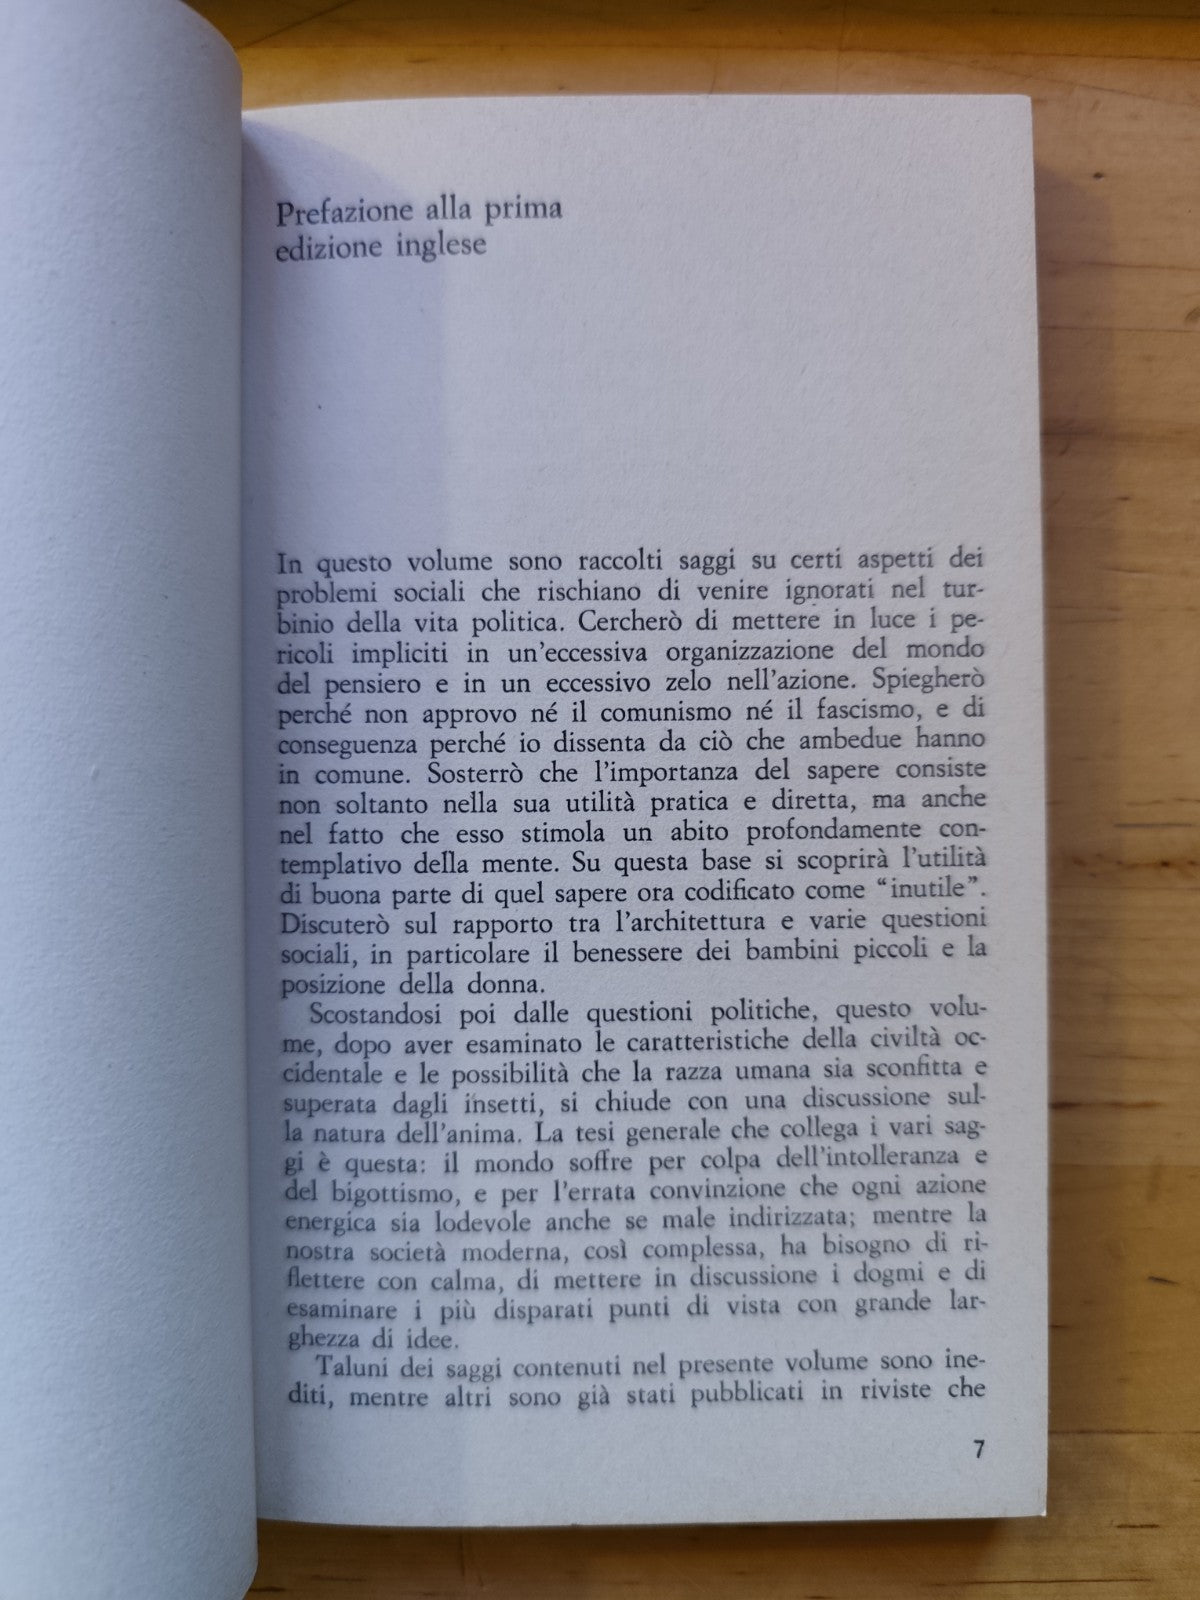 Prefazione alla prima
edizione inglese
In questo volume sono raccolti saggi su certi aspetti dei
problemi sociali che rischiano di venire ignorati nel tur-
binio della vita politica. Cercherò di mettere in luce i pe-
ricoli impliciti in un'eccessiva organizzazione del mondo
del pensiero e in un eccessivo zelo nell'azione. Spiegherò
perché non approvo né il comunismo né il fascismo, e di
conseguenza perché io dissenta da ciò che ambedue hanno
in comune. Sosterrò che l'importanza del sapere consiste
non soltanto nella sua utilità pratica e diretta, ma anche
nel fatto che esso stimola un abito profondamente con-
templativo della mente. Su questa base si scoprirà l'utilità
di buona parte di quel sapere ora codificato come “inutile”.
Discuterò sul rapporto tra l'architettura e varie questioni
sociali, in particolare il benessere dei bambini piccoli e la
posizione della donna.
Scostandosi poi dalle questioni politiche, questo volu-
me, dopo aver esaminato le caratteristiche della civiltà oc-
cidentale e le possibilità che la razza umana sia sconfitta e
superata dagli insetti, si chiude con una discussione sul-
la natura dell'anima. La tesi generale che collega i vari sag-
gi è questa: il mondo soffre per colpa dell'intolleranza e
del bigottismo, e per l'errata convinzione che ogni azione
energica sia lodevole anche se male indirizzata; mentre la
nostra società moderna, così complessa, ha bisogno di ri-
flettere con calma, di mettere in discussione i dogmi e di
esaminare i più disparati punti di vista con grande lar-
ghezza di idee.
Taluni dei saggi contenuti nel presente volume sono ine-
diti, mentre altri sono già stati pubblicati in riviste che
7